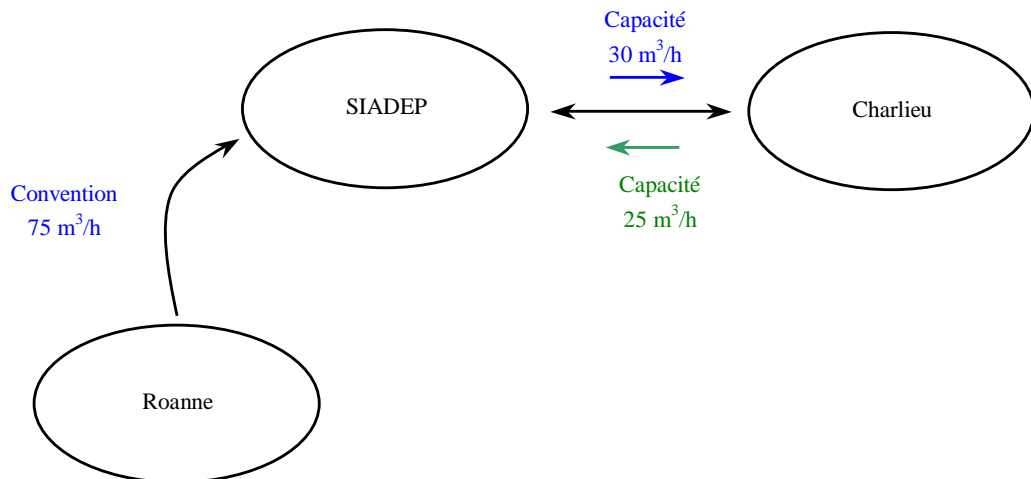 Capacité
30 m³/h
SIADEP
Charlieu
Convention
75 m³/h
Capacité
25 m³/h
Roanne